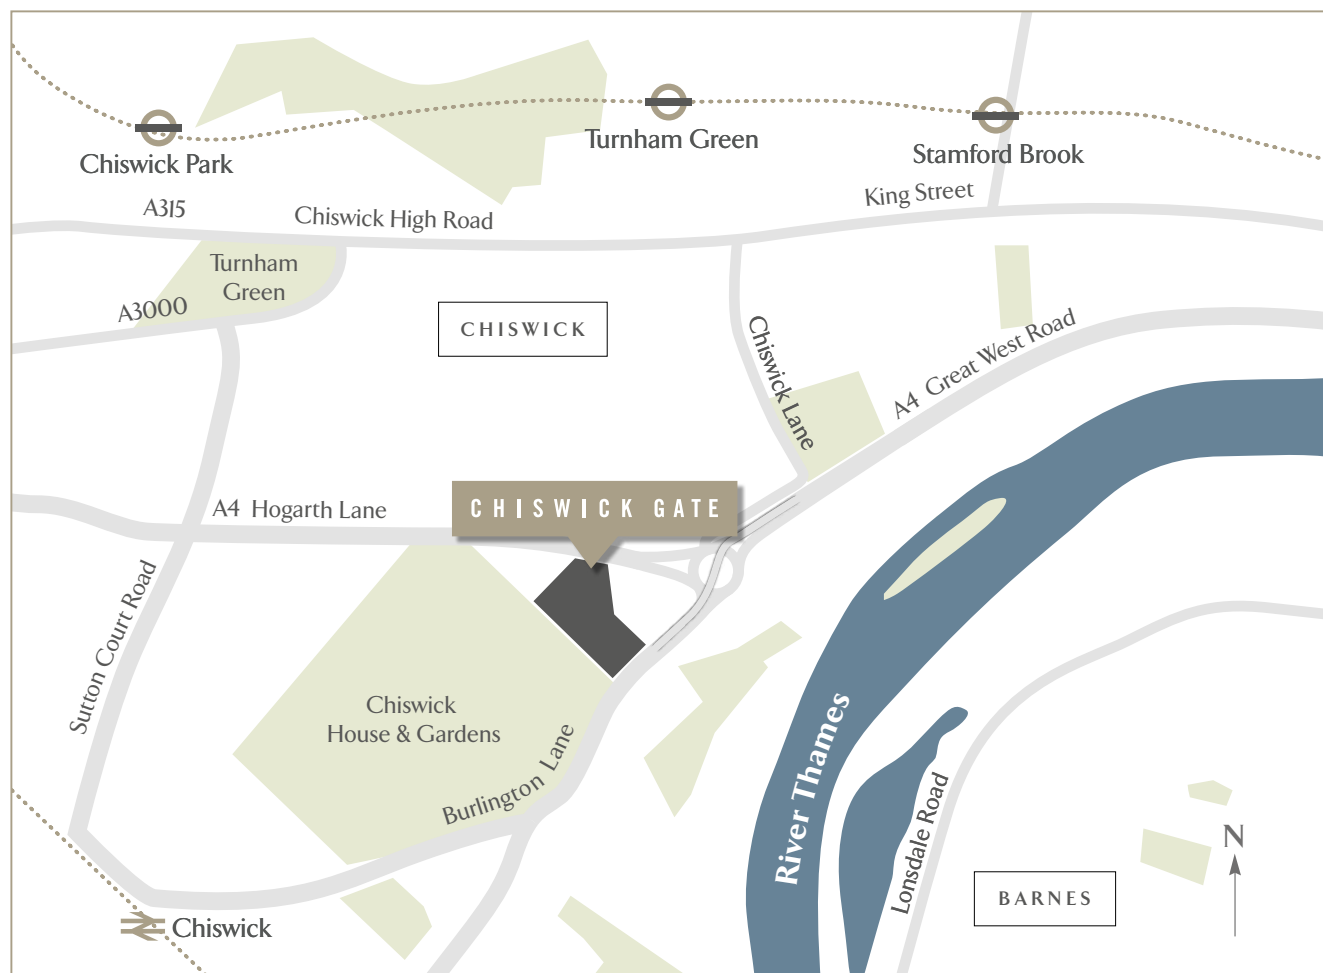 Chiswick Park
Turnham Green
Stamford Brook
A315
Chiswick High Road
King Street
Turnham
Green
A3000
CHISWICK
Chiswick Lane
A4 Great West Road
A4 Hogarth Lane
CHISWICK GATE
Sutton Court Road
Chiswick
House & Gardens
Burlington Lane
River Thames
Lonsdale Road
N
BARNES
Chiswick